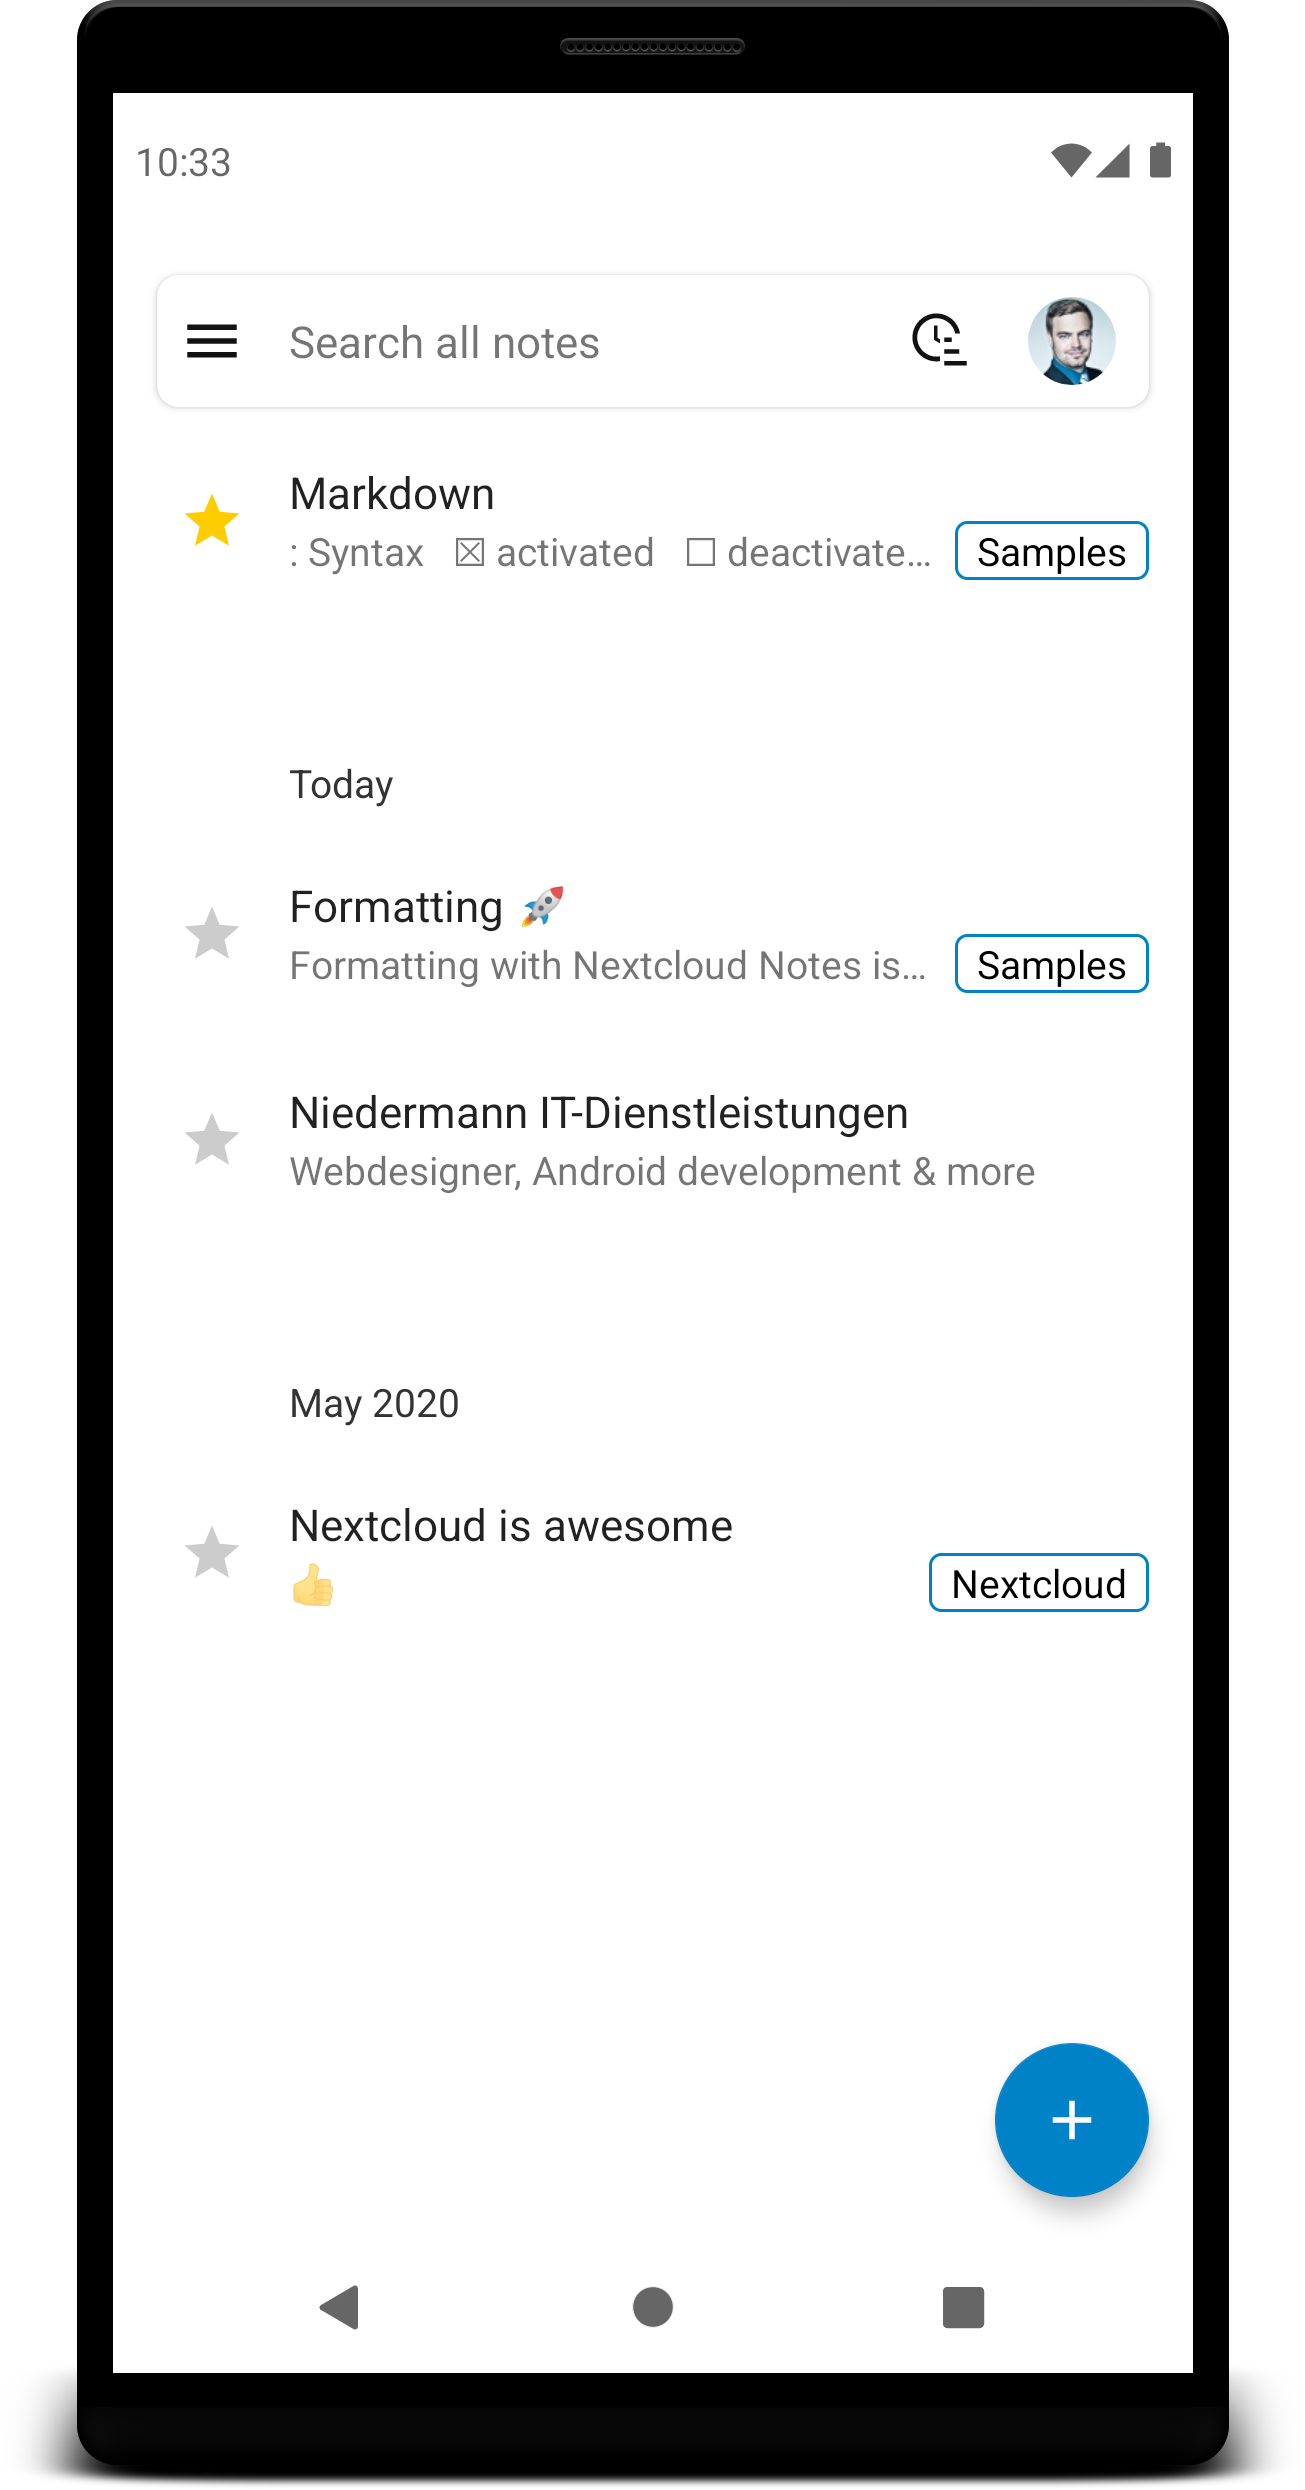 10:33
Search all notes
Markdown
: Syntax ☒ activated ☐ deactivate… Samples
Today
Formatting 🚀
Formatting with Nextcloud Notes is… Samples
Niedermann IT-Dienstleistungen
Webdesigner, Android development & more
May 2020
Nextcloud is awesome
👍 Nextcloud